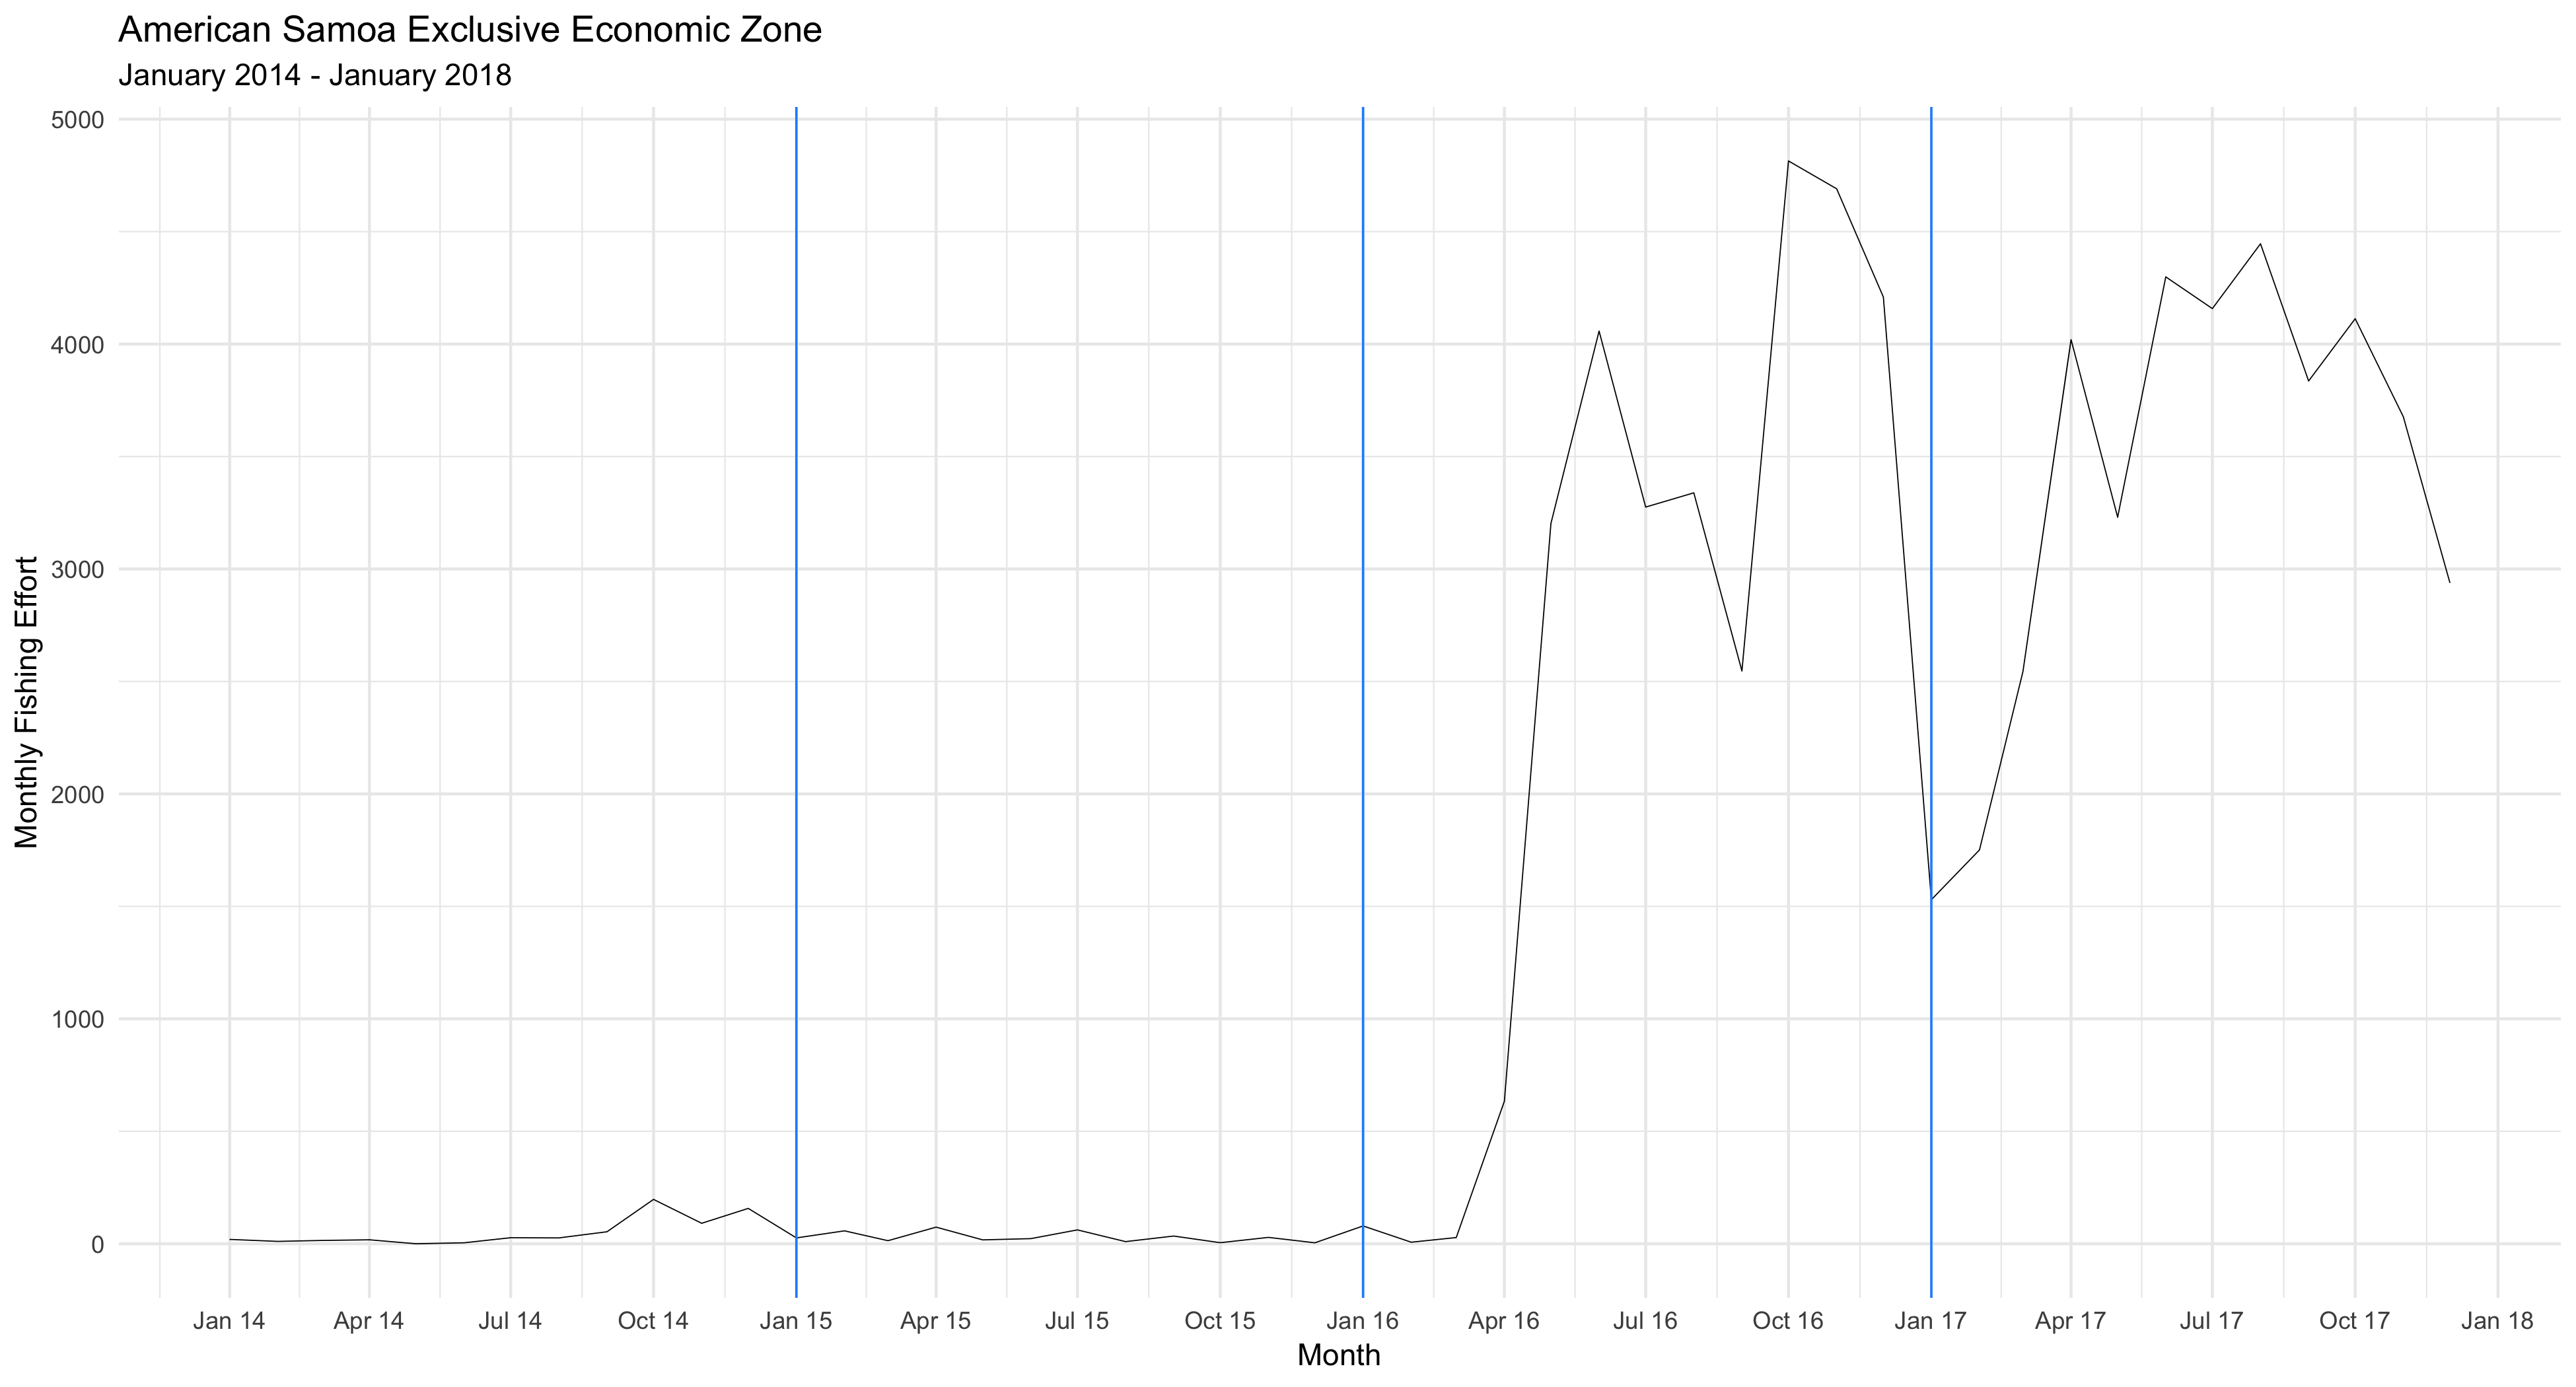 American Samoa Exclusive Economic Zone
January 2014 - January 2018
5000
4000
3000
2000
1000
0
Monthly Fishing Effort
Jan 14 Apr 14 Jul 14 Oct 14 Jan 15 Apr 15 Jul 15 Oct 15 Jan 16 Apr 16 Jul 16 Oct 16 Jan 17 Apr 17 Jul 17 Oct 17 Jan 18
Month